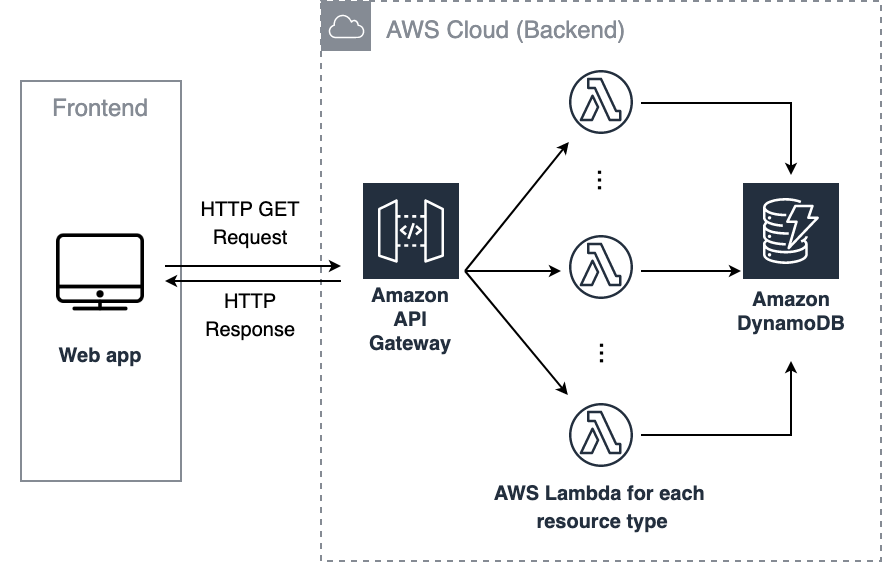 AWS Cloud (Backend)
Frontend
HTTP GET
Request
HTTP
Response
Web app
</>
Amazon
API
Gateway
...
...
Amazon
DynamoDB
AWS Lambda for each
resource type